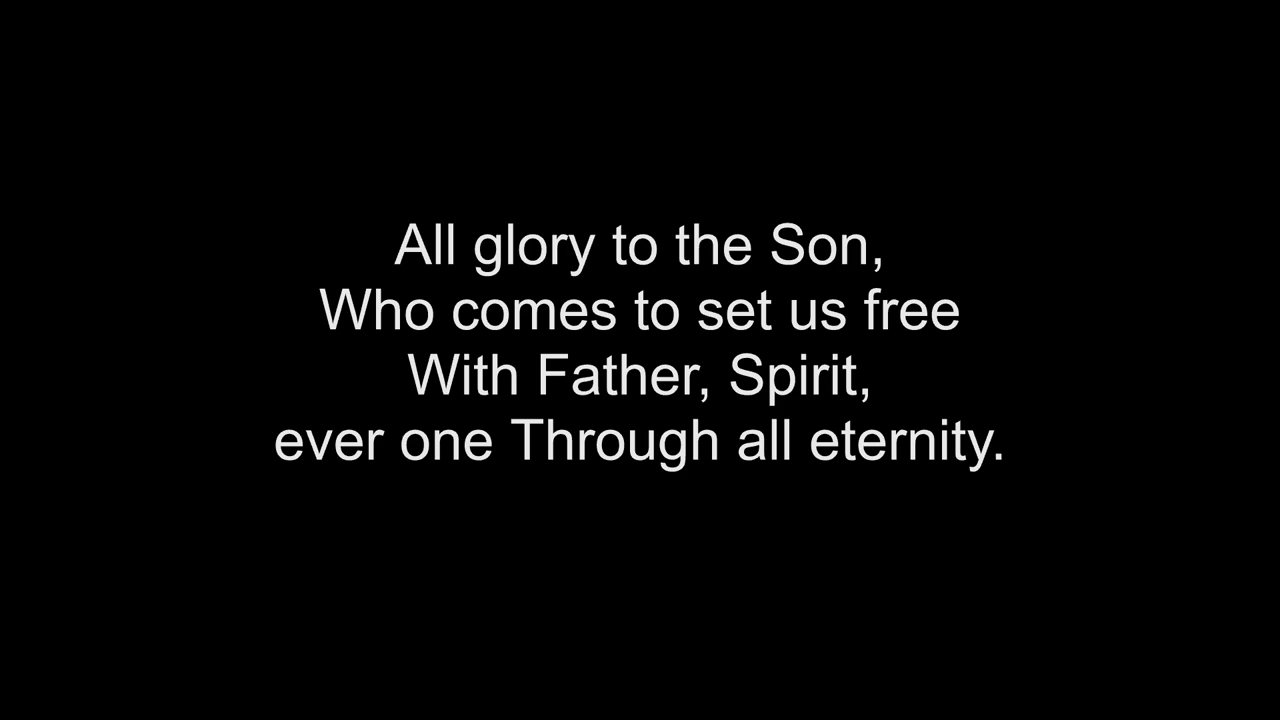 All glory to the Son,
Who comes to set us free
With Father, Spirit,
ever one Through all eternity.